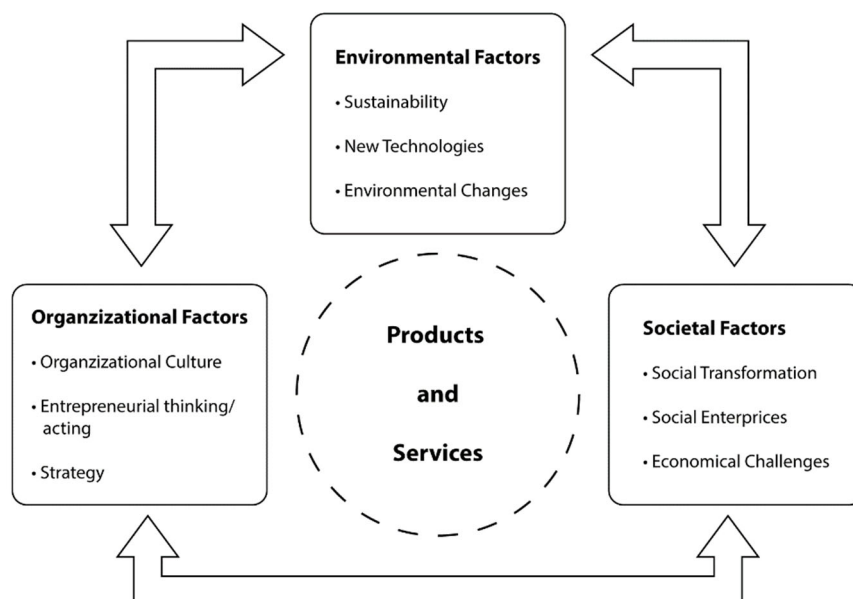 Environmental Factors
• Sustainability
• New Technologies
• Environmental Changes
Organzizational Factors
• Organzizational Culture
• Entrepreneurial thinking/
acting
• Strategy
Products
and
Services
Societal Factors
• Social Transformation
• Social Enterprices
• Economical Challenges